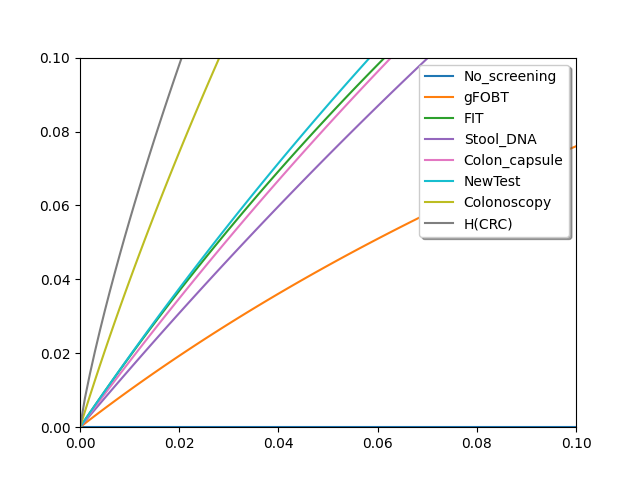 0.10
0.08
0.06
0.04
0.02
0.00
0.00 0.02 0.04 0.06 0.08 0.10
No_screening
gFOBT
FIT
Stool_DNA
Colon_capsule
NewTest
Colonoscopy
H(CRC)